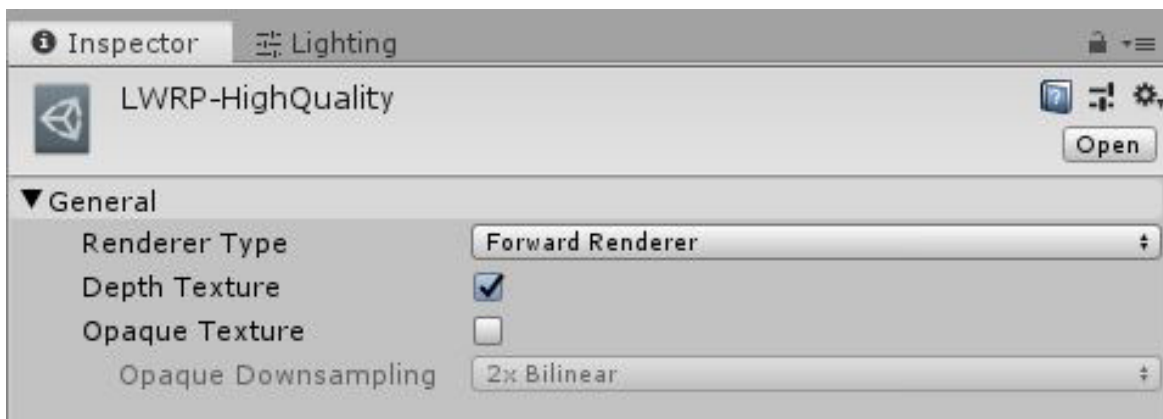 Inspector Lighting
LWRP-HighQuality
Open
General
Renderer Type Forward Renderer
Depth Texture
Opaque Texture
Opaque Downsampling 2x Bilinear